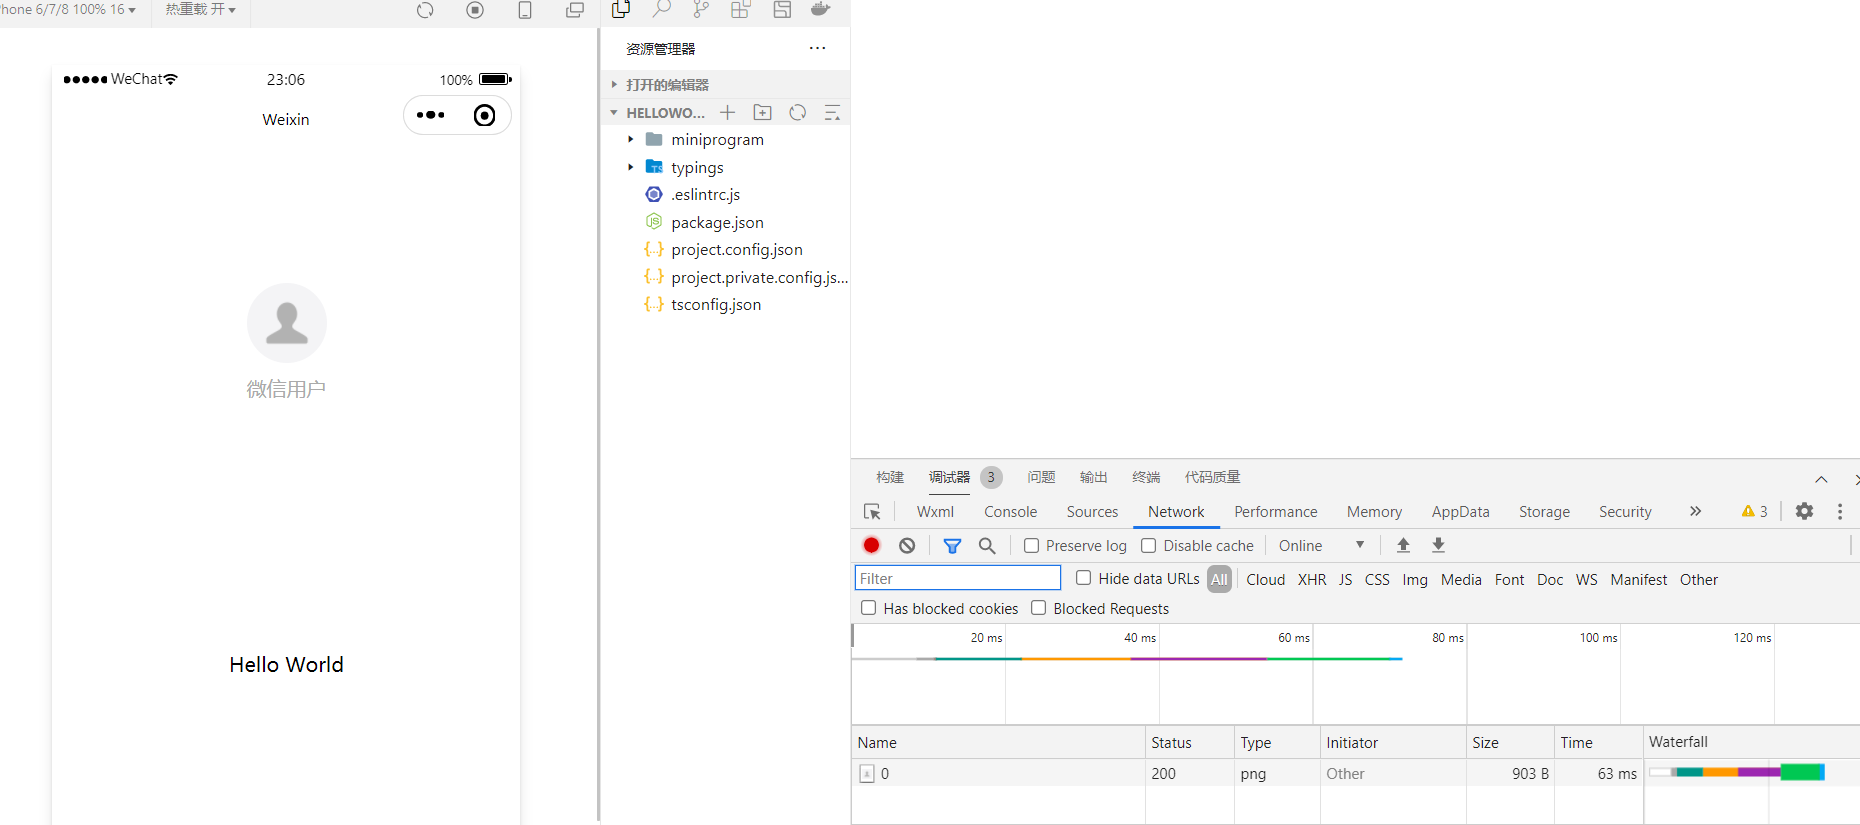 hone 6/7/8 100% 16
热重载 开
WeChat
23:06
100%
Weixin
微信用户
Hello World
资源管理器
打开的编辑器
HELLOWO...
miniprogram
typings
.eslintrc.js
package.json
project.config.json
project.private.config.js...
tsconfig.json
构建 调试器 3 问题 输出 终端 代码质量
Wxml Console Sources Network Performance Memory AppData Storage Security 3
Preserve log Disable cache Online
Filter Hide data URLs All Cloud XHR JS CSS Img Media Font Doc WS Manifest Other
Has blocked cookies Blocked Requests
20 ms 40 ms 60 ms 80 ms 100 ms 120 ms
Name Status Type Initiator Size Time Waterfall
0 200 png Other 903 B 63 ms